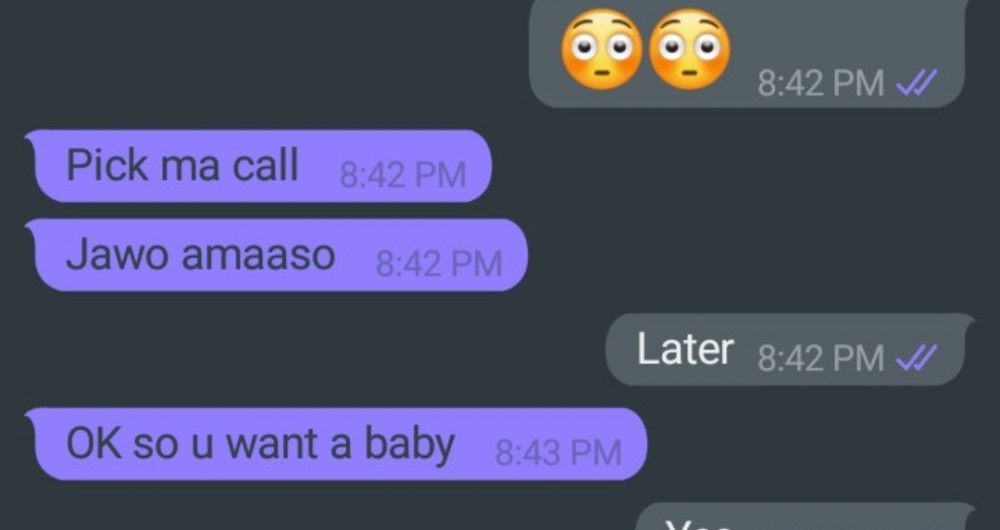 😳😳 8:42 PM
Pick ma call 8:42 PM
Jawo amaaso 8:42 PM
Later 8:42 PM
OK so u want a baby 8:43 PM